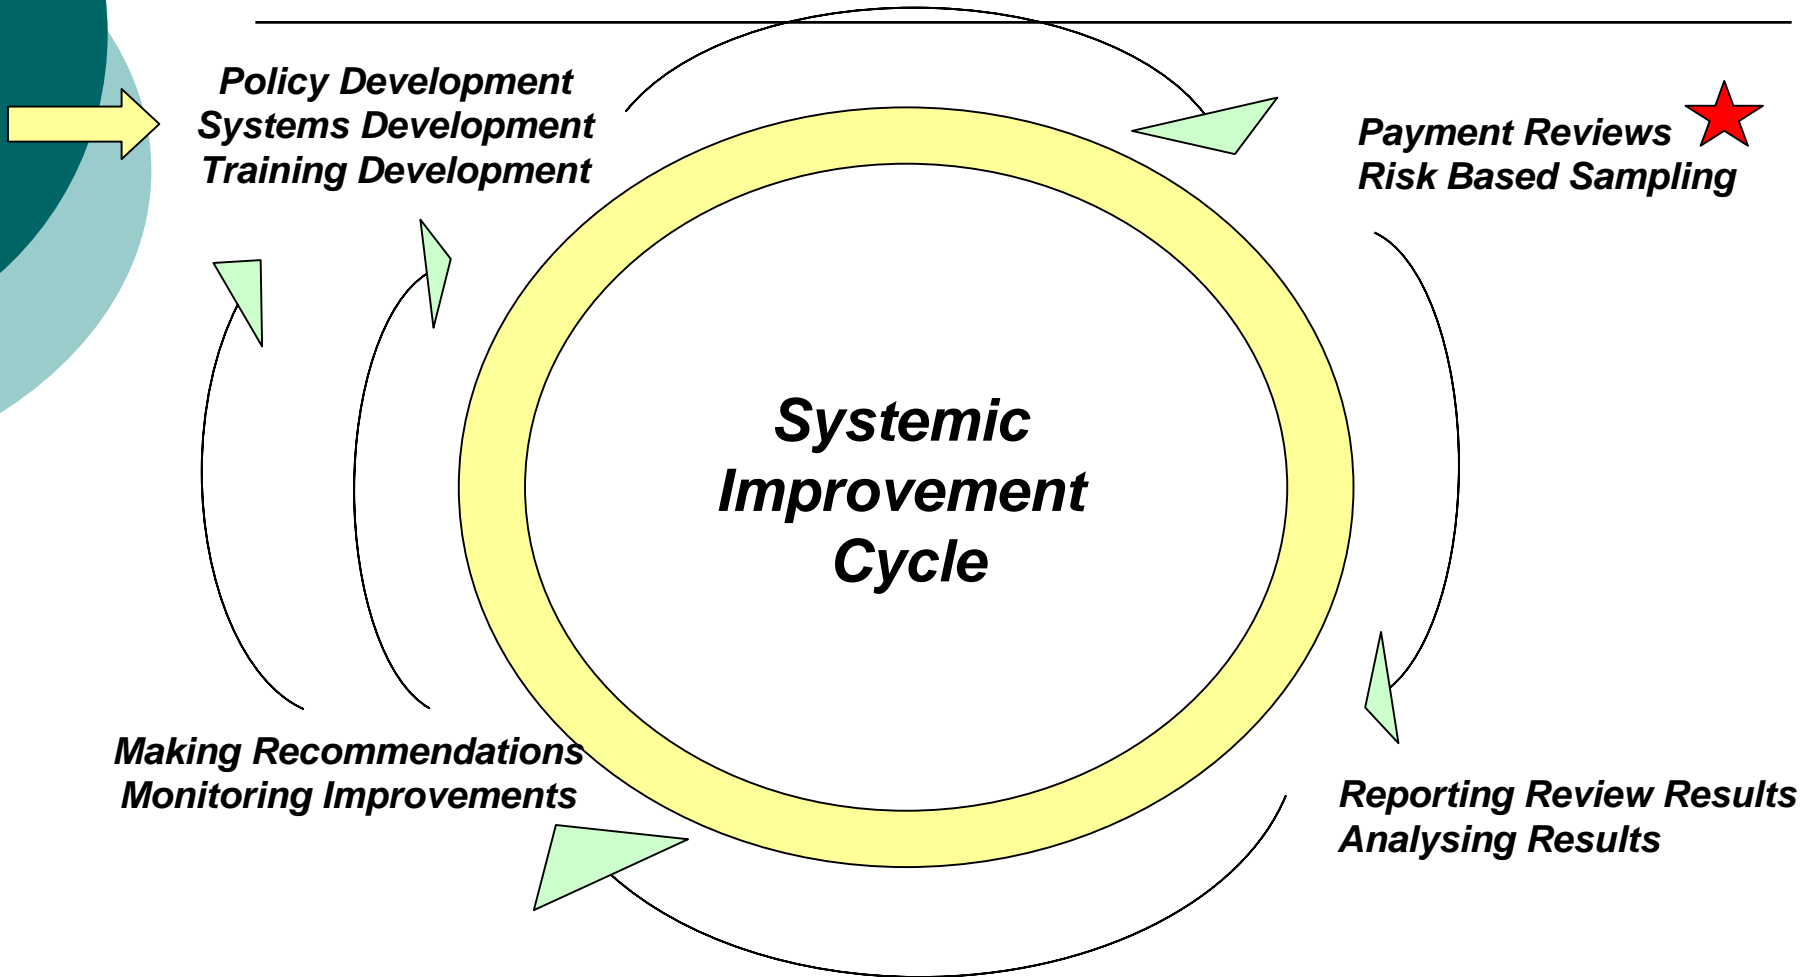 Policy Development
Systems Development
Training Development
Payment Reviews
Risk Based Sampling
Systemic
Improvement
Cycle
Making Recommendations
Monitoring Improvements
Reporting Review Results
Analysing Results